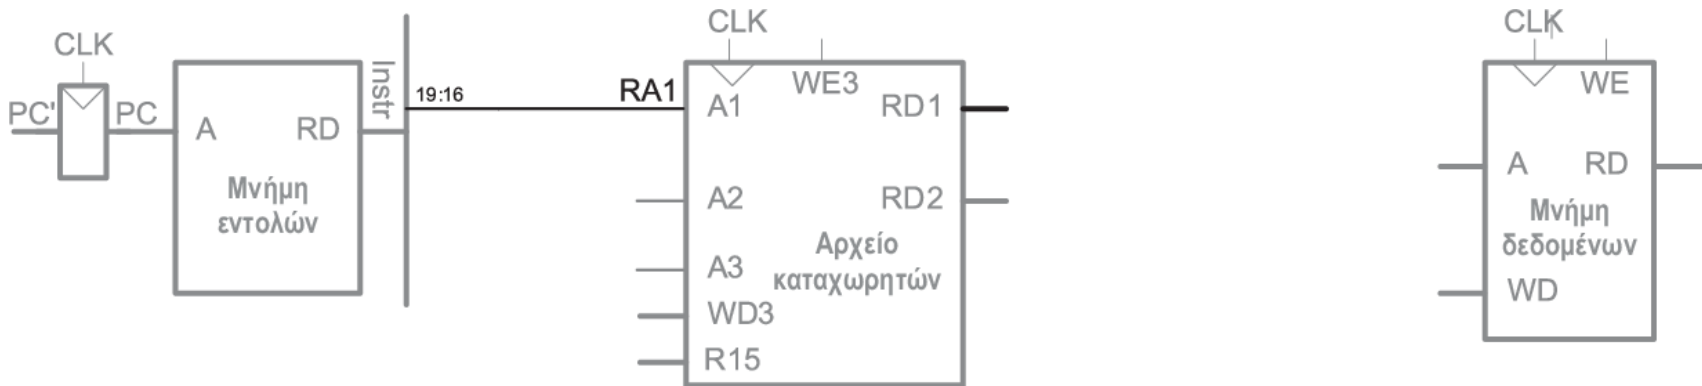 CLK
PC'
PC
A
RD
Μνήμη
εντολών
Instr
19:16
RA1
CLK
WE3
A1
RD1
A2
RD2
Αρχείο
καταχωρητών
A3
WD3
R15
CLK
WE
A
RD
Μνήμη
δεδομένων
WD